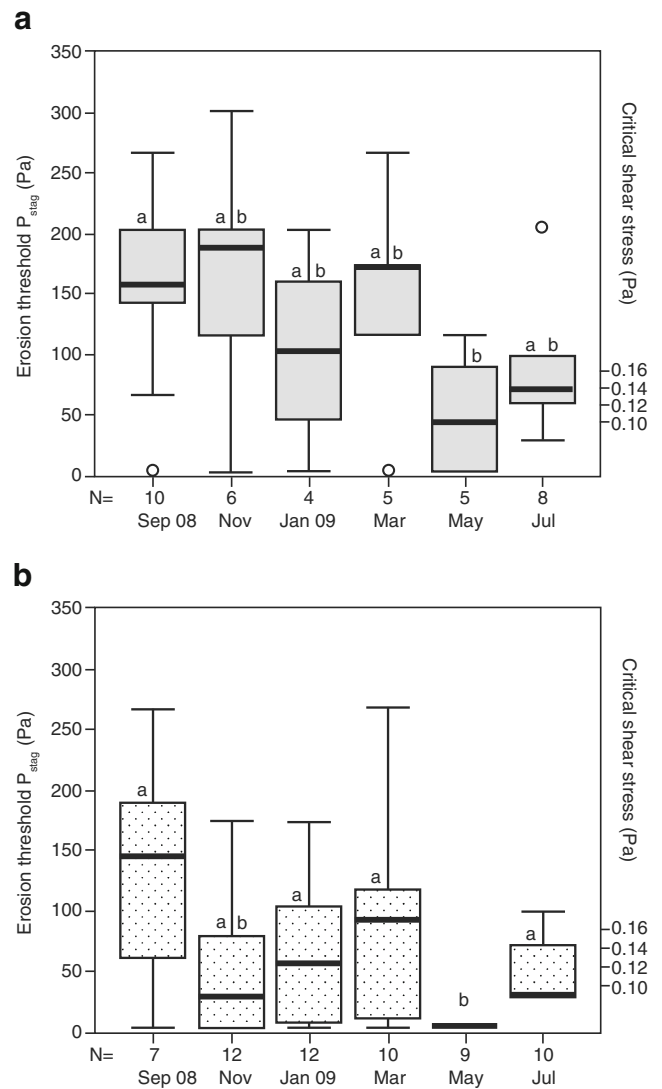 a
350
300
250
200
150
100
50
0
Erosion threshold P stag (Pa)
a
a b
a b
a b
b
a b
0.16
0.14
0.12
0.10
Critical shear stress (Pa)
N= 10 6 4 5 5 8
Sep 08 Nov Jan 09 Mar May Jul
b
350
300
250
200
150
100
50
0
Erosion threshold P stag (Pa)
a
a b
a
a
b
a
0.16
0.14
0.12
0.10
Critical shear stress (Pa)
N= 7 12 12 10 9 10
Sep 08 Nov Jan 09 Mar May Jul